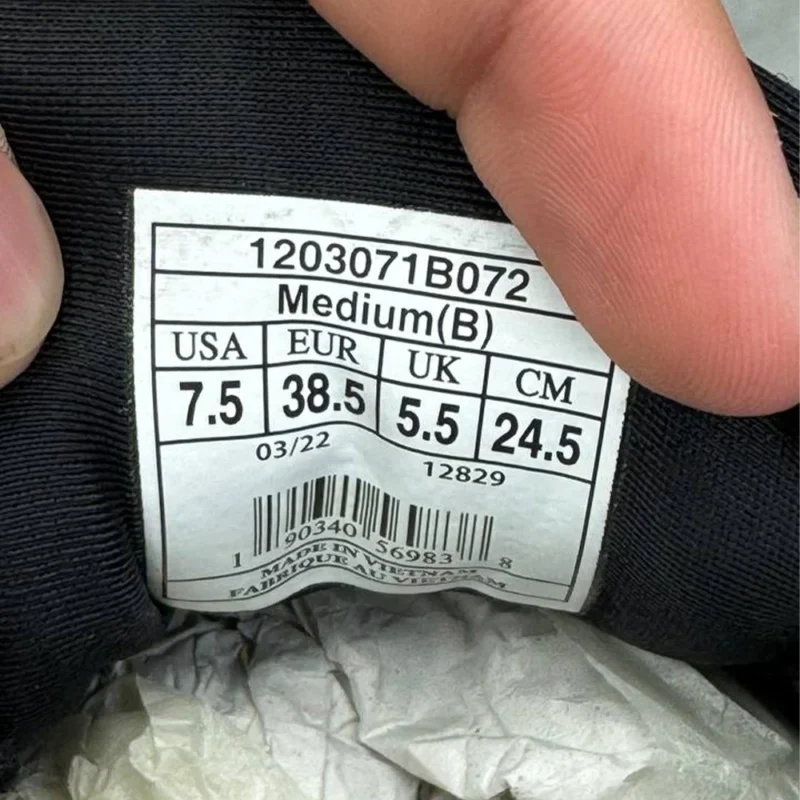 1203071B072
Medium(B)
USA EUR UK CM
7.5 38.5 5.5 24.5
03/22 12829
1 90340 56983 8
MADE IN VIETNAM
FABRIQUE AU VIETNAM